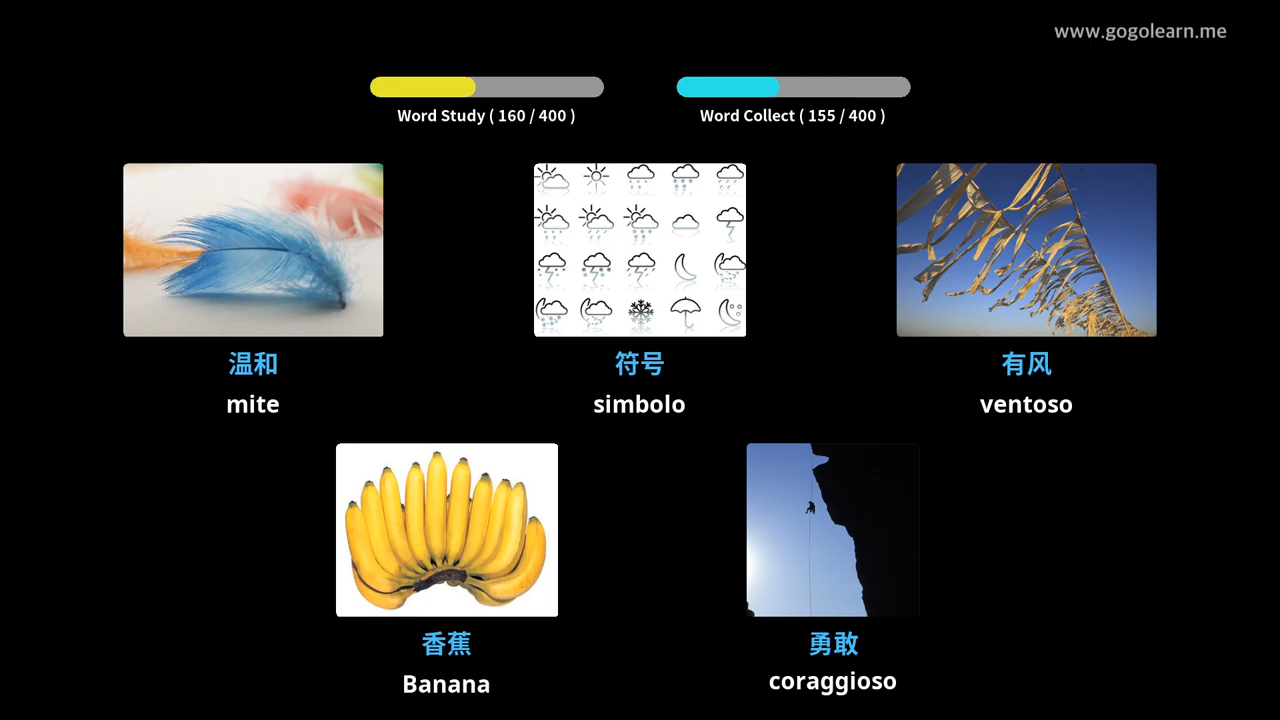 www.gogolearn.me
Word Study ( 160 / 400 )
Word Collect ( 155 / 400 )
温和
mite
符号
simbolo
有风
ventoso
香蕉
Banana
勇敢
coraggioso